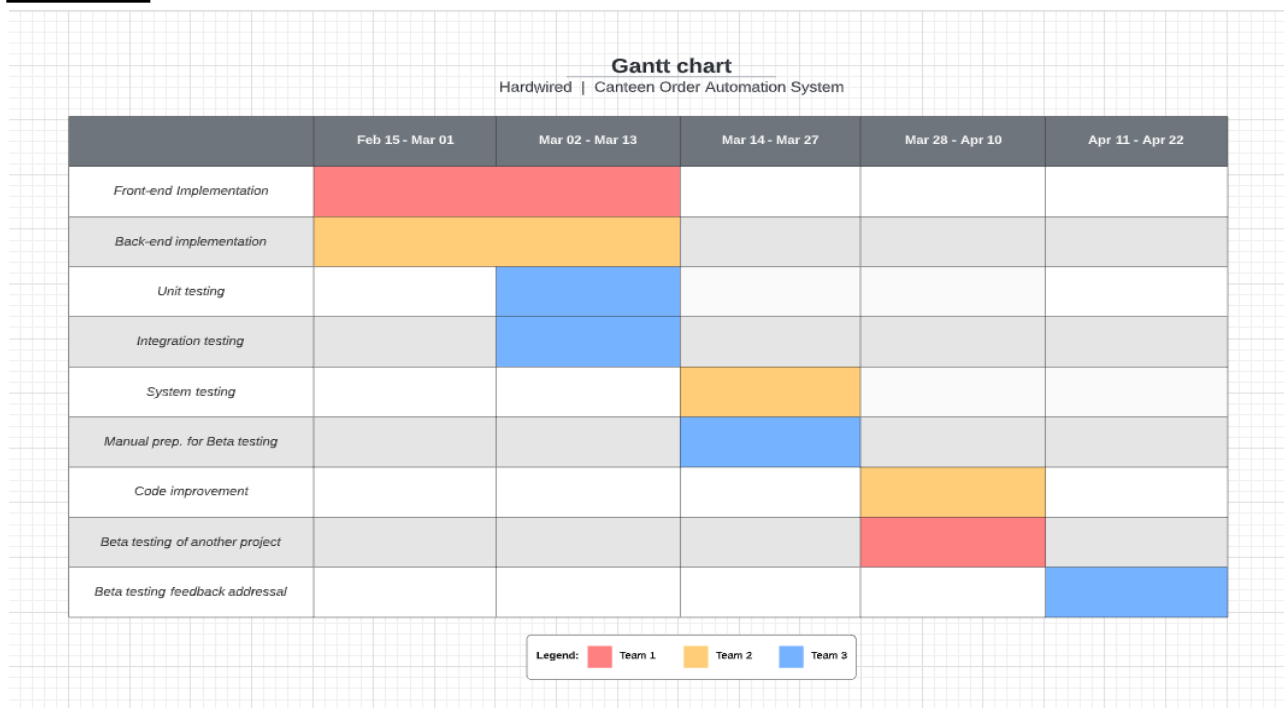 Gantt chart
Hardwired | Canteen Order Automation System
Feb 15 - Mar 01 Mar 02 - Mar 13 Mar 14 - Mar 27 Mar 28 - Apr 10 Apr 11 - Apr 22
Front-end Implementation
Back-end implementation
Unit testing
Integration testing
System testing
Manual prep. for Beta testing
Code improvement
Beta testing of another project
Beta testing feedback addressal
Legend: Team 1 Team 2 Team 3